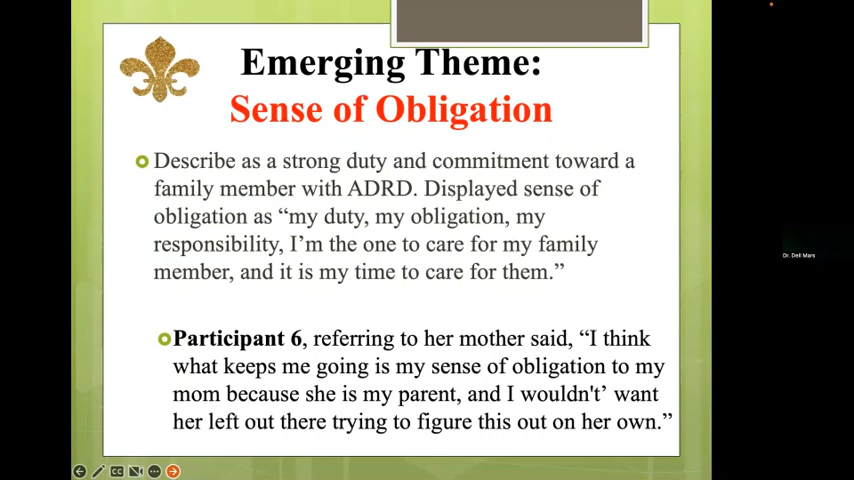 Emerging Theme:
Sense of Obligation
Describe as a strong duty and commitment toward a
family member with ADRD. Displayed sense of
obligation as “my duty, my obligation, my
responsibility, I’m the one to care for my family
member, and it is my time to care for them.”
Participant 6, referring to her mother said, “I think
what keeps me going is my sense of obligation to my
mom because she is my parent, and I wouldn't’ want
her left out there trying to figure this out on her own.”
Dr. Dell Mars
CC